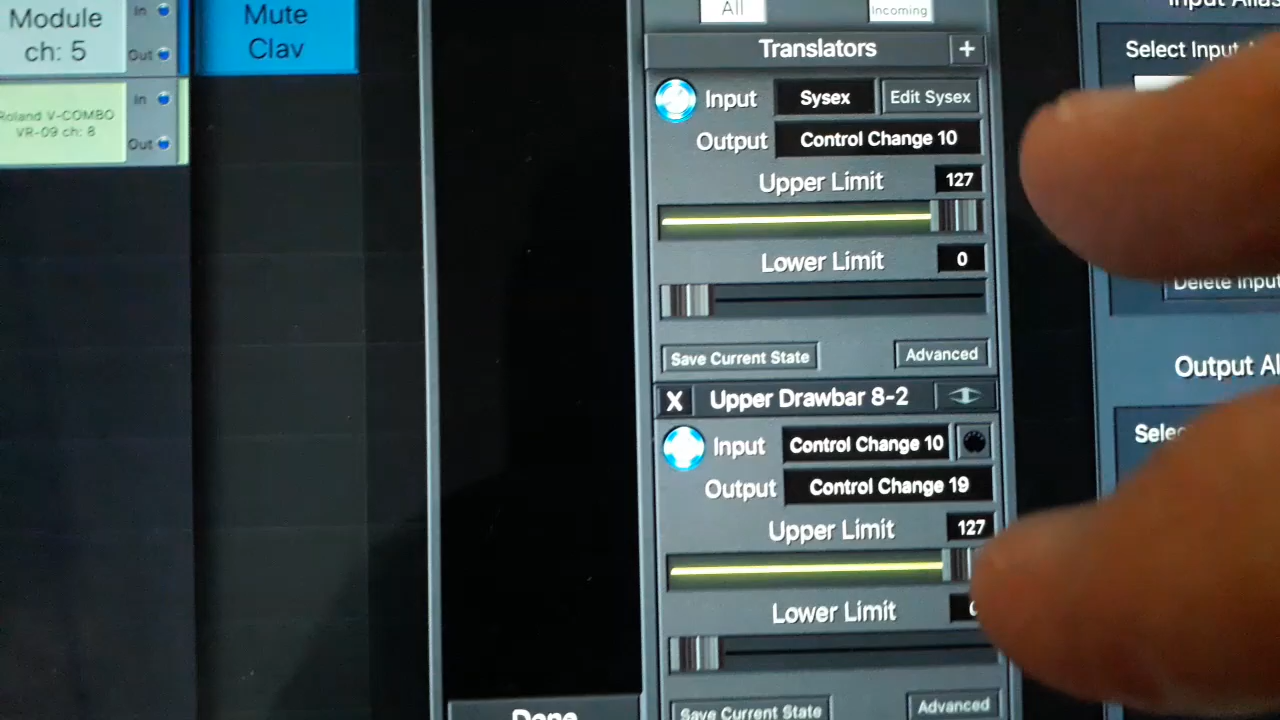 Module
ch: 5
In
Out
Mute
Clav
Roland V-COMBO
VR-09 ch: 8
In
Out
All
Incoming
Translators +
Input Sysex Edit Sysex
Output Control Change 10
Upper Limit 127
Lower Limit 0
Save Current State Advanced
X Upper Drawbar 8-2
Input Control Change 10
Output Control Change 19
Upper Limit 127
Lower Limit
Save Current State Advanced
Done
Select Input
Delete Input
Output